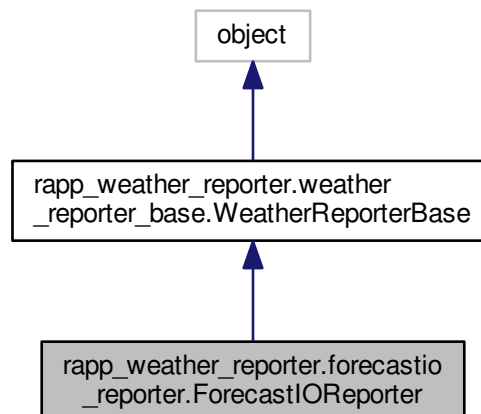 object
rapp_weather_reporter.weather
_reporter_base.WeatherReporterBase
rapp_weather_reporter.forecastio
_reporter.ForecastIOReporter